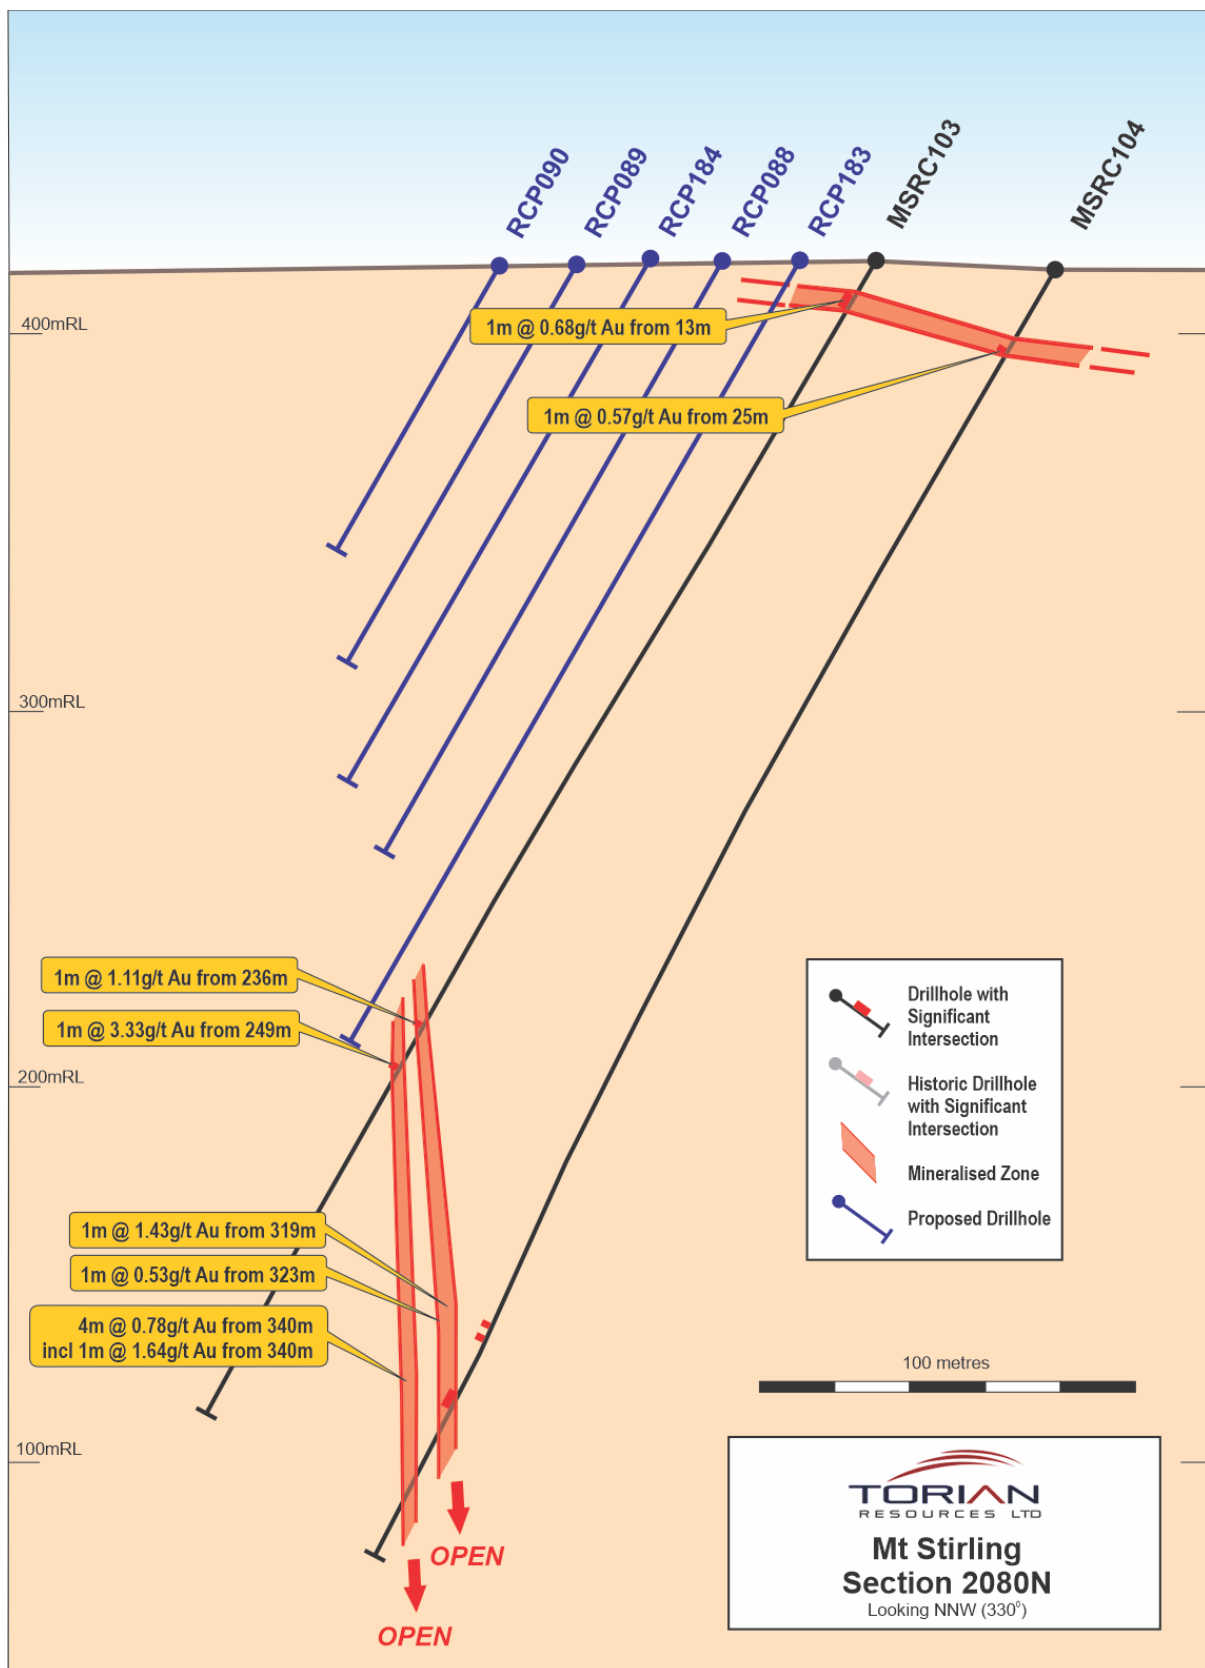 RCP090
RCP089
RCP184
RCP088
RCP183
MSRC103
MSRC104
400mRL
1m @ 0.68g/t Au from 13m
1m @ 0.57g/t Au from 25m
300mRL
1m @ 1.11g/t Au from 236m
1m @ 3.33g/t Au from 249m
200mRL
Drillhole with
Significant
Intersection
Historic Drillhole
with Significant
Intersection
Mineralised Zone
Proposed Drillhole
1m @ 1.43g/t Au from 319m
1m @ 0.53g/t Au from 323m
4m @ 0.78g/t Au from 340m
incl 1m @ 1.64g/t Au from 340m
100 metres
100mRL
OPEN
OPEN
TORIAN
RESOURCES LTD
Mt Stirling
Section 2080N
Looking NNW (330⁰)